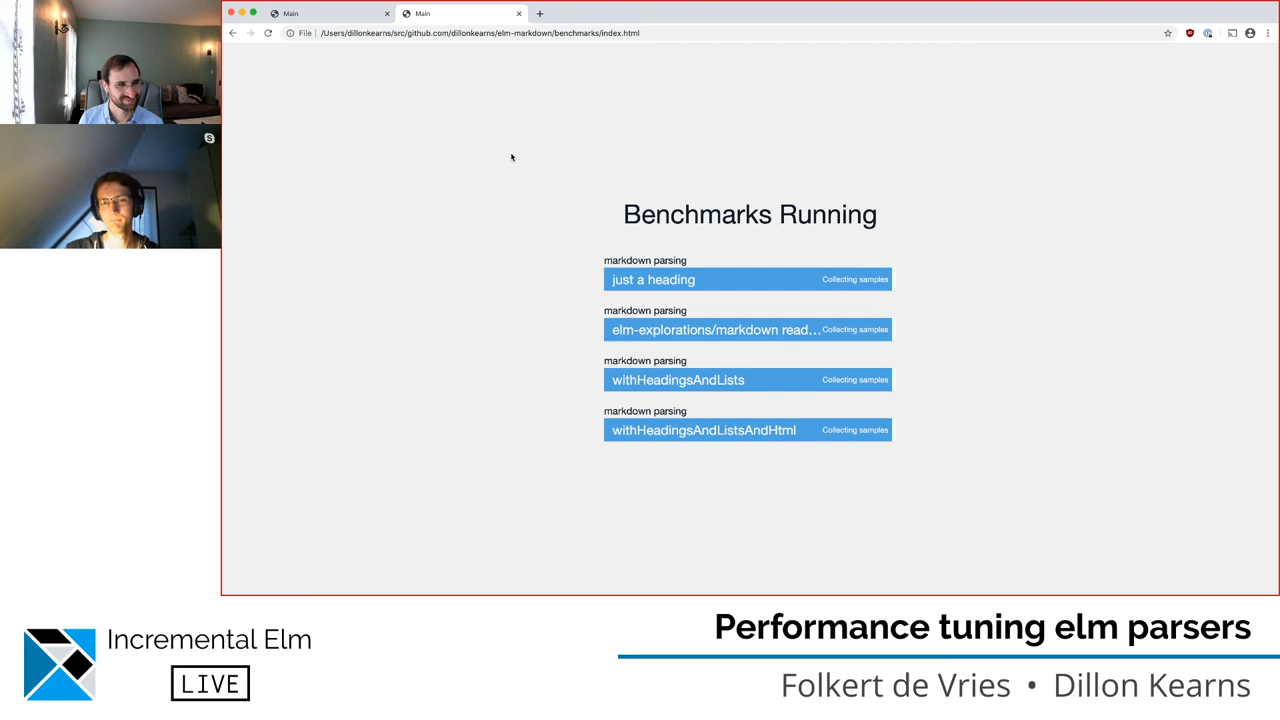 Main
Main
File
/Users/dillonkearns/src/github.com/dillonkearns/elm-markdown/benchmarks/index.html
Benchmarks Running
markdown parsing
just a heading Collecting samples
markdown parsing
elm-explorations/markdown read… Collecting samples
markdown parsing
withHeadingsAndLists Collecting samples
markdown parsing
withHeadingsAndListsAndHtml Collecting samples
Incremental Elm
LIVE
Performance tuning elm parsers
Folkert de Vries • Dillon Kearns